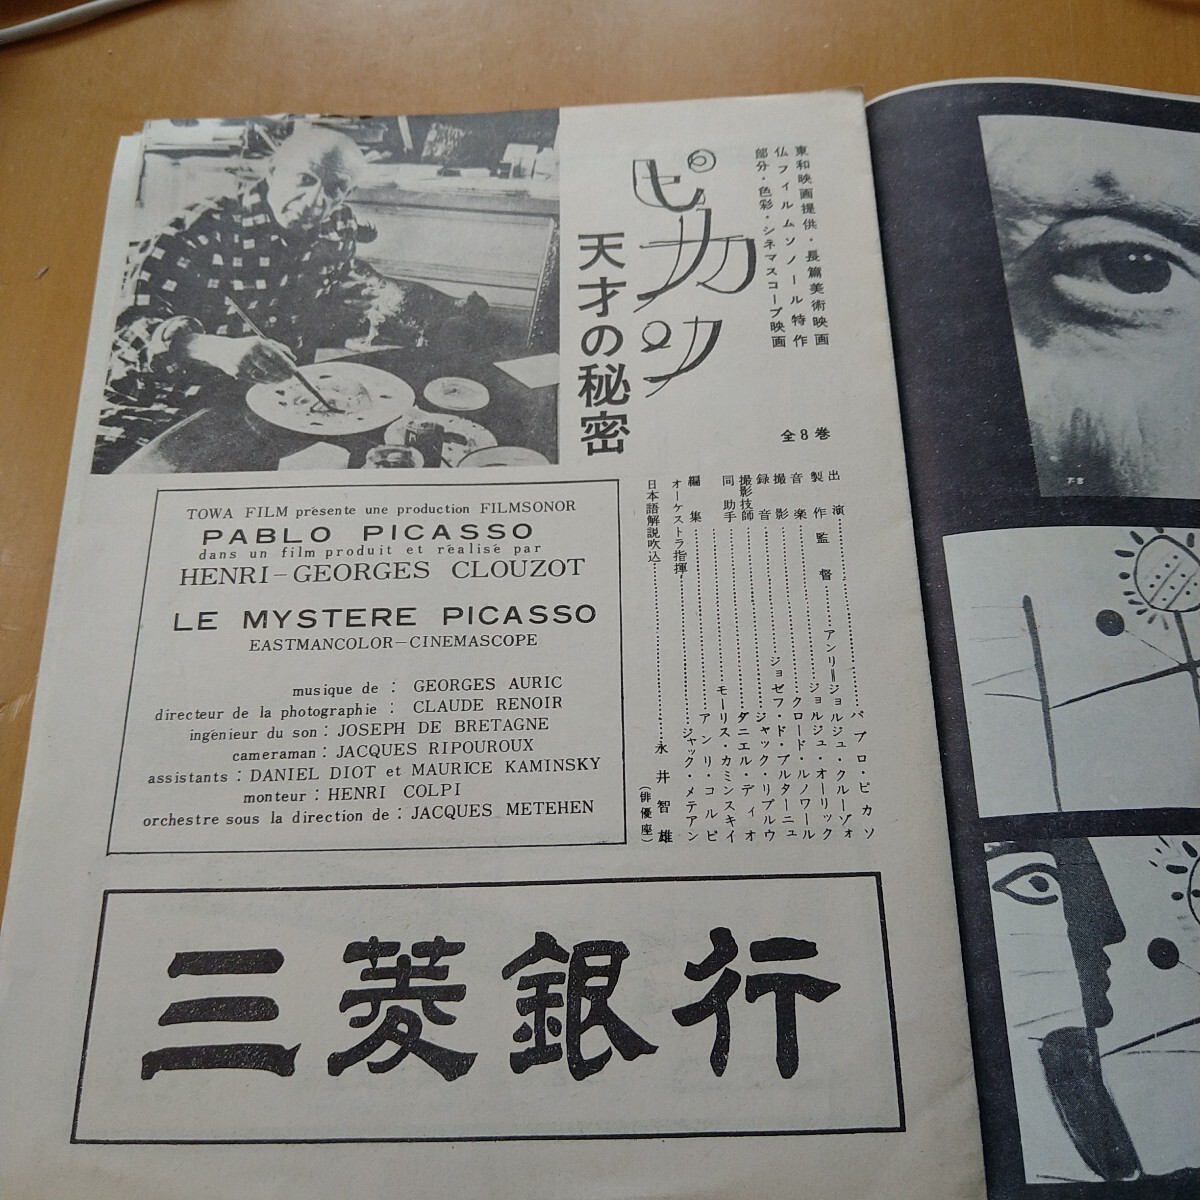 東和映画提供・長篇美術映画
仏フィルムソノール特作
部分・色彩・シネマスコープ映画
ピカソ
天才の秘密
全8巻
出演‥‥‥パブロ・ピカソ
製作監督‥‥‥アンリ=ジョルジュ・クルーゾォ
音楽‥‥‥ジョルジュ・オーリック
撮影‥‥‥クロード・ルノワール
録音‥‥‥ジョゼフ・ド・ブルターニュ
撮影技師‥‥‥ジャック・リプルウ
同助手‥‥‥ダニエル・ディオ
モーリス・カミンスキイ
編集‥‥‥アンリ・コルピ
オーケストラ指揮‥‥‥ジャック・メテアン
日本語解説吹込‥‥‥永井智雄
(俳優座)
TOWA FILM présente une production FILMSONOR
PABLO PICASSO
dans un film produit et réalisé par
HENRI-GEORGES CLOUZOT
LE MYSTERE PICASSO
EASTMANCOLOR-CINEMASCOPE
musique de : GEORGES AURIC
directeur de la photographie : CLAUDE RENOIR
ingénieur du son : JOSEPH DE BRETAGNE
cameraman : JACQUES RIPOUROUX
assistants : DANIEL DIOT et MAURICE KAMINSKY
monteur : HENRI COLPI
orchestre sous la direction de : JACQUES METEHEN
三菱銀行